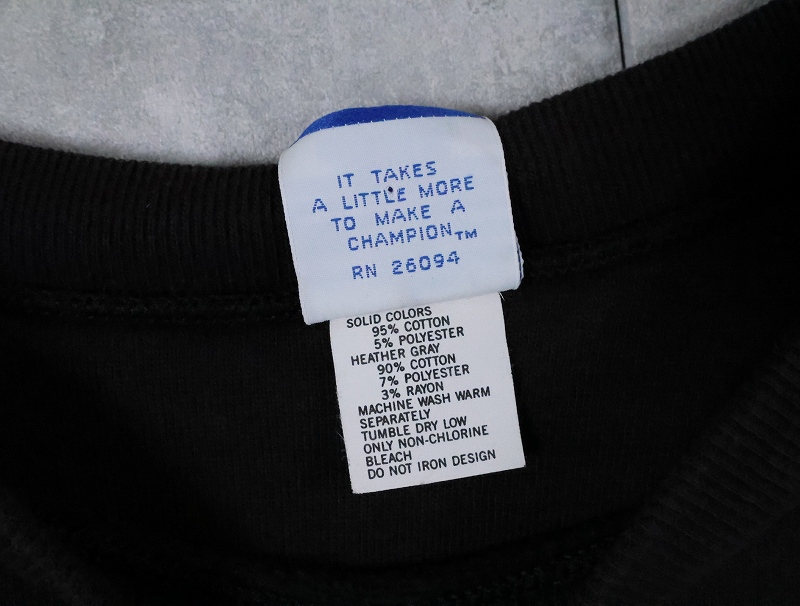 IT TAKES
A LITTLE MORE
TO MAKE A
CHAMPION™
RN 26094
SOLID COLORS
95% COTTON
5% POLYESTER
HEATHER GRAY
90% COTTON
7% POLYESTER
3% RAYON
MACHINE WASH WARM
SEPARATELY
TUMBLE DRY LOW
ONLY NON-CHLORINE
BLEACH
DO NOT IRON DESIGN